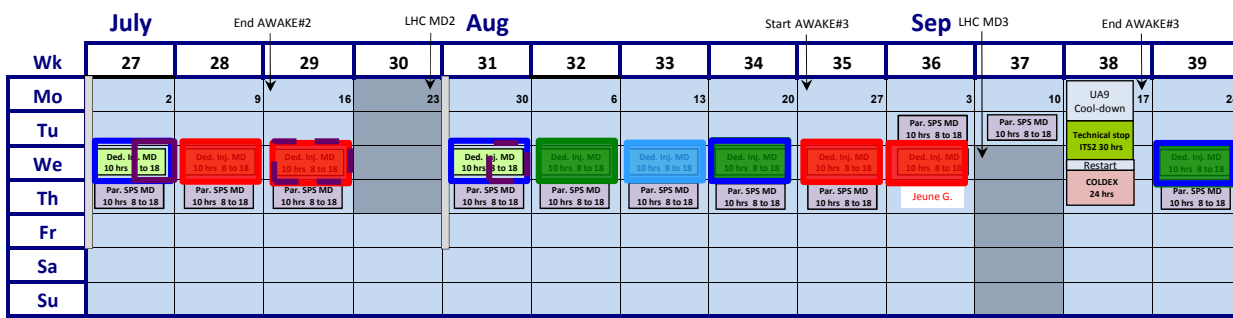 July End AWAKE#2 LHC MD2 Aug Start AWAKE#3 Sep LHC MD3 End AWAKE#3
Wk 27 28 29 30 31 32 33 34 35 36 37 38 39
Mo 2 9 16 23 30 6 13 20 27 3 10 UA9 17
Cool-down
Tu Par. SPS MD Par. SPS MD Technical stop
10 hrs 8 to 18 10 hrs 8 to 18 ITS2 30 hrs
We Ded. Inj. MD Ded. Inj. MD Ded. Inj. MD Ded. Inj. MD Ded. Inj. MD Ded. Inj. MD Ded. Inj. MD Ded. Inj. MD Ded. Inj. MD Restart Ded. Inj. MD
10 hrs 8 to 18 10 hrs 8 to 18 10 hrs 8 to 18 10 hrs 8 to 18 10 hrs 8 to 18 10 hrs 8 to 18 10 hrs 8 to 18 10 hrs 8 to 18 10 hrs 8 to 18 10 hrs 8 to 18
Th Par. SPS MD Par. SPS MD Par. SPS MD Par. SPS MD Par. SPS MD Par. SPS MD Par. SPS MD Par. SPS MD Jeune G. COLDEX Par. SPS MD
10 hrs 8 to 18 10 hrs 8 to 18 10 hrs 8 to 18 10 hrs 8 to 18 10 hrs 8 to 18 10 hrs 8 to 18 10 hrs 8 to 18 10 hrs 8 to 18 24 hrs 10 hrs 8 to 18
Fr
Sa
Su